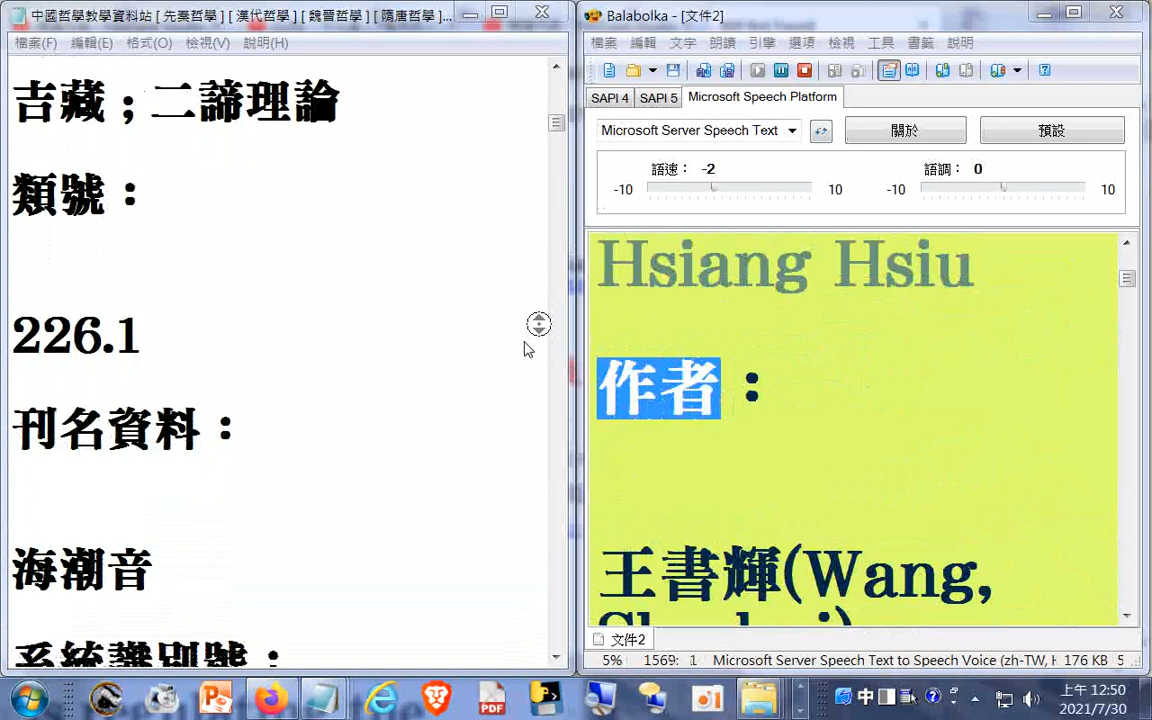 中國哲學教學資料站 [ 先秦哲學 ] [ 漢代哲學 ] [ 魏晉哲學 ] [ 隋唐哲學 ]...
檔案(F) 編輯(E) 格式(O) 檢視(V) 說明(H)
吉藏；二諦理論
類號：
226.1
刊名資料：
海潮音
系統識別號：
Balabolka - [文件2]
檔案 編輯 文字 朗讀 引擎 選項 檢視 工具 書籤 說明
SAPI 4 SAPI 5 Microsoft Speech Platform
Microsoft Server Speech Text 關於 預設
語速： -2 語調： 0
-10 10 -10 10
Hsiang Hsiu
作者：
王書輝(Wang,
文件2
5% 1569: 1 Microsoft Server Speech Text to Speech Voice (zh-TW, H 176 KB 5
中
上午 12:50
2021/7/30